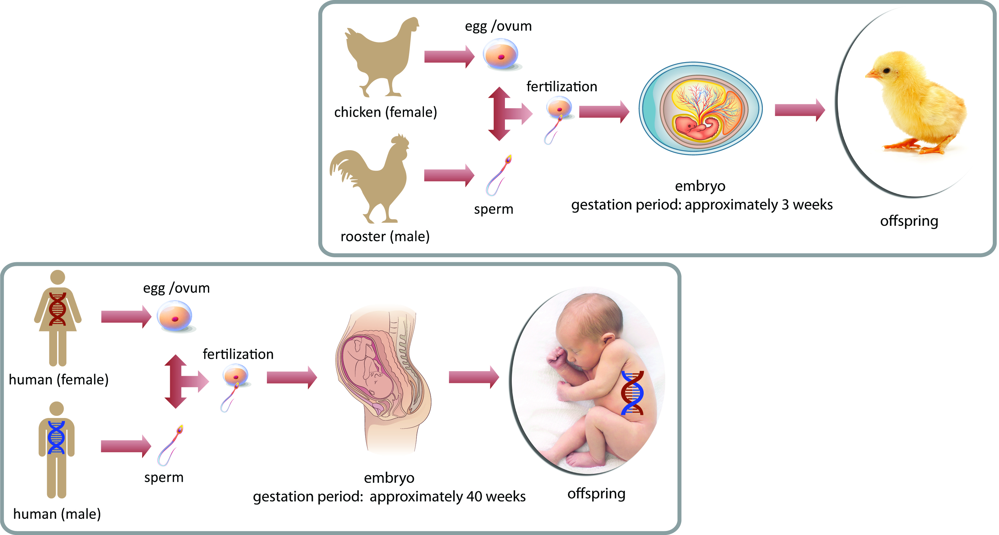 egg /ovum
chicken (female)
fertilization
rooster (male)
sperm
embryo
gestation period: approximately 3 weeks
offspring
egg /ovum
human (female)
fertilization
human (male)
sperm
embryo
gestation period:  approximately 40 weeks
offspring